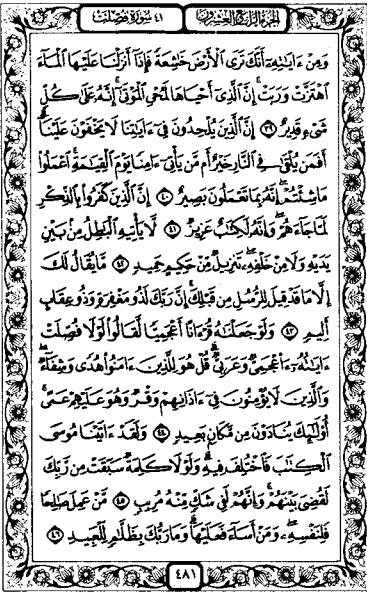 الجزء الرابع والعشرون ٤١ سورة فصلت
وَمِنْ ءَايَٰتِهِۦٓ أَنَّكَ تَرَى ٱلْأَرْضَ خَٰشِعَةً فَإِذَآ أَنزَلْنَا عَلَيْهَا ٱلْمَآءَ
ٱهْتَزَّتْ وَرَبَتْ ۚ إِنَّ ٱلَّذِىٓ أَحْيَاهَا لَمُحْىِ ٱلْمَوْتَىٰٓ ۚ إِنَّهُۥ عَلَىٰ كُلِّ
شَىْءٍ قَدِيرٌ ٣٩ إِنَّ ٱلَّذِينَ يُلْحِدُونَ فِىٓ ءَايَٰتِنَا لَا يَخْفَوْنَ عَلَيْنَآ ۗ
أَفَمَن يُلْقَىٰ فِى ٱلنَّارِ خَيْرٌ أَم مَّن يَأْتِىٓ ءَامِنًا يَوْمَ ٱلْقِيَٰمَةِ ۚ ٱعْمَلُوا۟
مَا شِئْتُمْ ۖ إِنَّهُۥ بِمَا تَعْمَلُونَ بَصِيرٌ ٤٠ إِنَّ ٱلَّذِينَ كَفَرُوا۟ بِٱلذِّكْرِ
لَمَّا جَآءَهُمْ ۖ وَإِنَّهُۥ لَكِتَٰبٌ عَزِيزٌ ٤١ لَّا يَأْتِيهِ ٱلْبَٰطِلُ مِنۢ بَيْنِ
يَدَيْهِ وَلَا مِنْ خَلْفِهِۦ ۖ تَنزِيلٌ مِّنْ حَكِيمٍ حَمِيدٍ ٤٢ مَّا يُقَالُ لَكَ
إِلَّا مَا قَدْ قِيلَ لِلرُّسُلِ مِن قَبْلِكَ ۚ إِنَّ رَبَّكَ لَذُو مَغْفِرَةٍ وَذُو عِقَابٍ
أَلِيمٍ ٤٣ وَلَوْ جَعَلْنَٰهُ قُرْءَانًا أَعْجَمِيًّا لَّقَالُوا۟ لَوْلَا فُصِّلَتْ
ءَايَٰتُهُۥٓ ۖ ءَا۬عْجَمِىٌّ وَعَرَبِىٌّ ۗ قُلْ هُوَ لِلَّذِينَ ءَامَنُوا۟ هُدًى وَشِفَآءٌ ۖ
وَٱلَّذِينَ لَا يُؤْمِنُونَ فِىٓ ءَاذَانِهِمْ وَقْرٌ وَهُوَ عَلَيْهِمْ عَمًى ۚ
أُو۟لَٰٓئِكَ يُنَادَوْنَ مِن مَّكَانٍۭ بَعِيدٍ ٤٤ وَلَقَدْ ءَاتَيْنَا مُوسَى
ٱلْكِتَٰبَ فَٱخْتُلِفَ فِيهِ ۗ وَلَوْلَا كَلِمَةٌ سَبَقَتْ مِن رَّبِّكَ
لَقُضِىَ بَيْنَهُمْ ۚ وَإِنَّهُمْ لَفِى شَكٍّ مِّنْهُ مُرِيبٍ ٤٥ مَّنْ عَمِلَ صَٰلِحًا
فَلِنَفْسِهِۦ ۖ وَمَنْ أَسَآءَ فَعَلَيْهَا ۗ وَمَا رَبُّكَ بِظَلَّٰمٍ لِّلْعَبِيدِ ٤٦
٤٨١